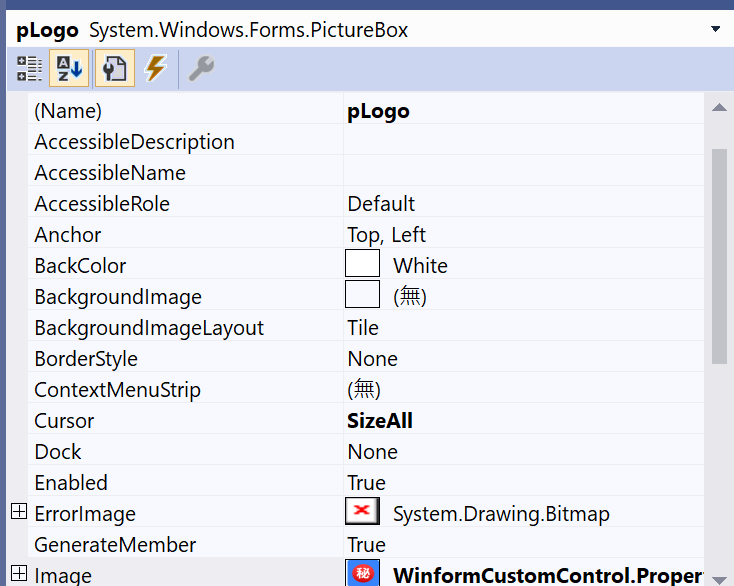 pLogo System.Windows.Forms.PictureBox
(Name) pLogo
AccessibleDescription
AccessibleName
AccessibleRole Default
Anchor Top, Left
BackColor White
BackgroundImage (無)
BackgroundImageLayout Tile
BorderStyle None
ContextMenuStrip (無)
Cursor SizeAll
Dock None
Enabled True
ErrorImage System.Drawing.Bitmap
GenerateMember True
Image 秘 WinformCustomControl.Proper